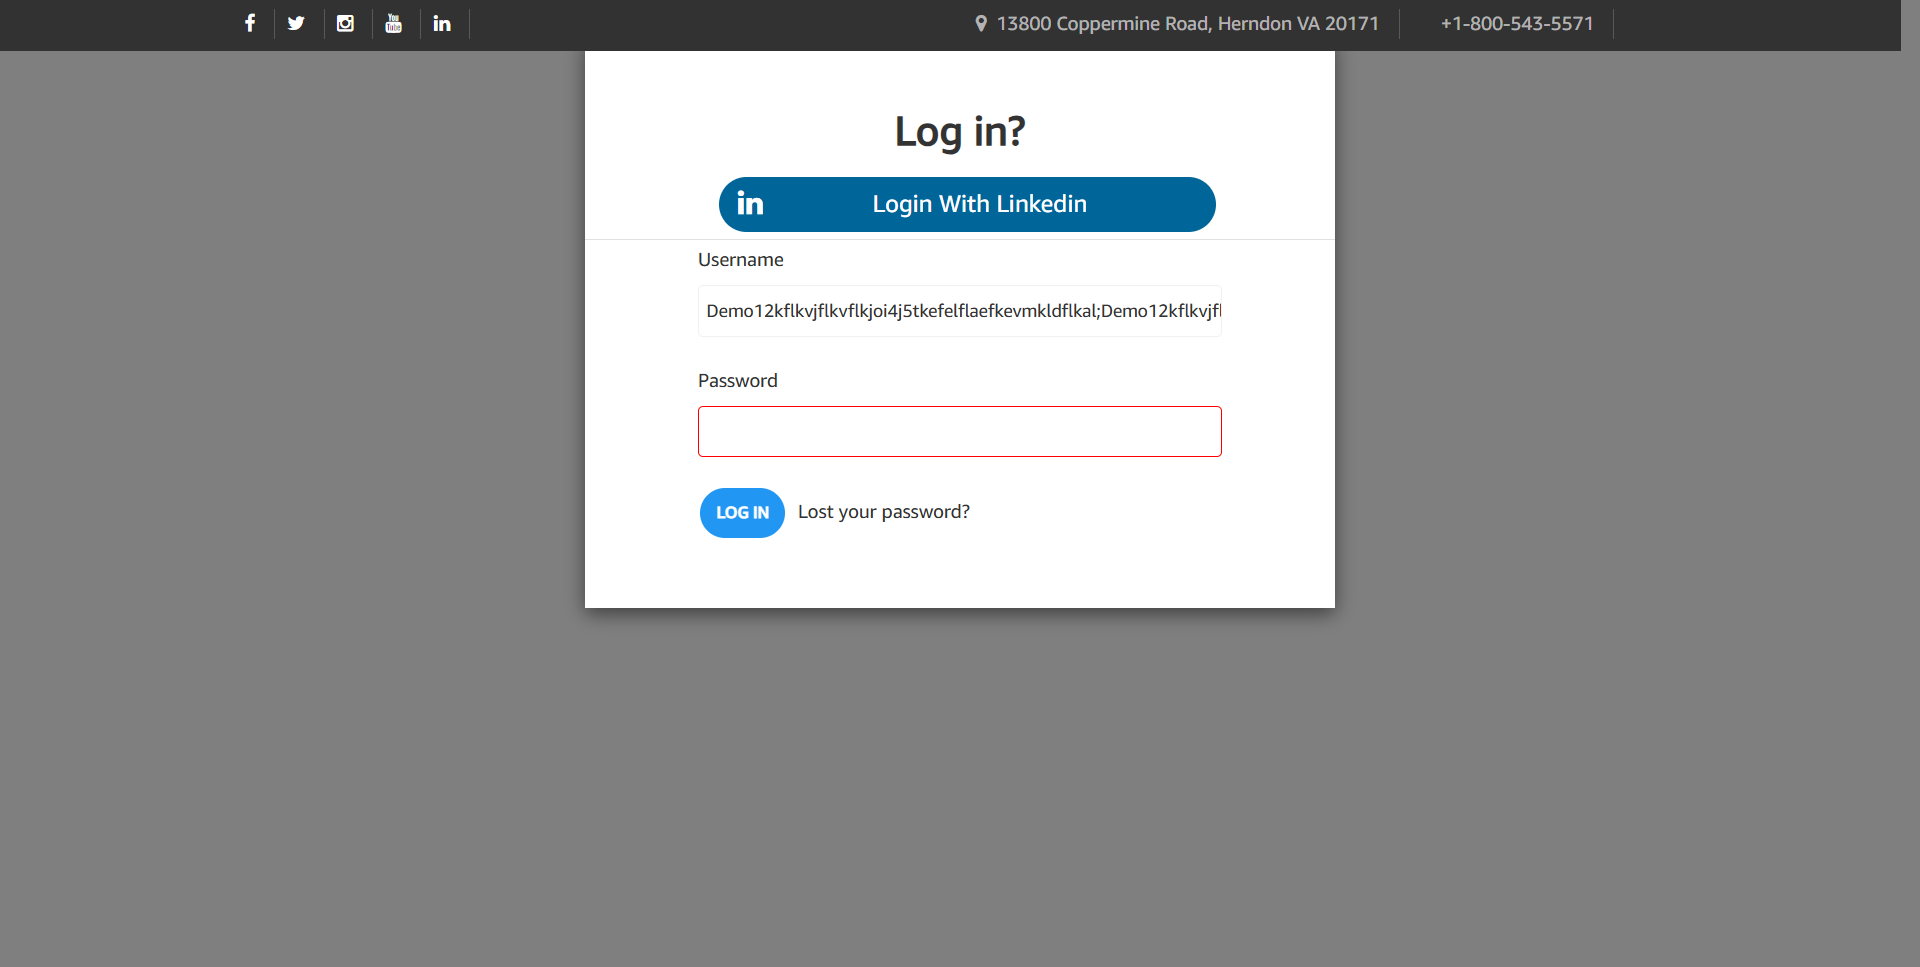 13800 Coppermine Road, Herndon VA 20171
+1-800-543-5571
Log in?
in Login With Linkedin
Username
Demo12kflkvjflkvflkjoi4j5tkefelflaefkevmkldflkal;Demo12kflkvjfl
Password
LOG IN Lost your password?